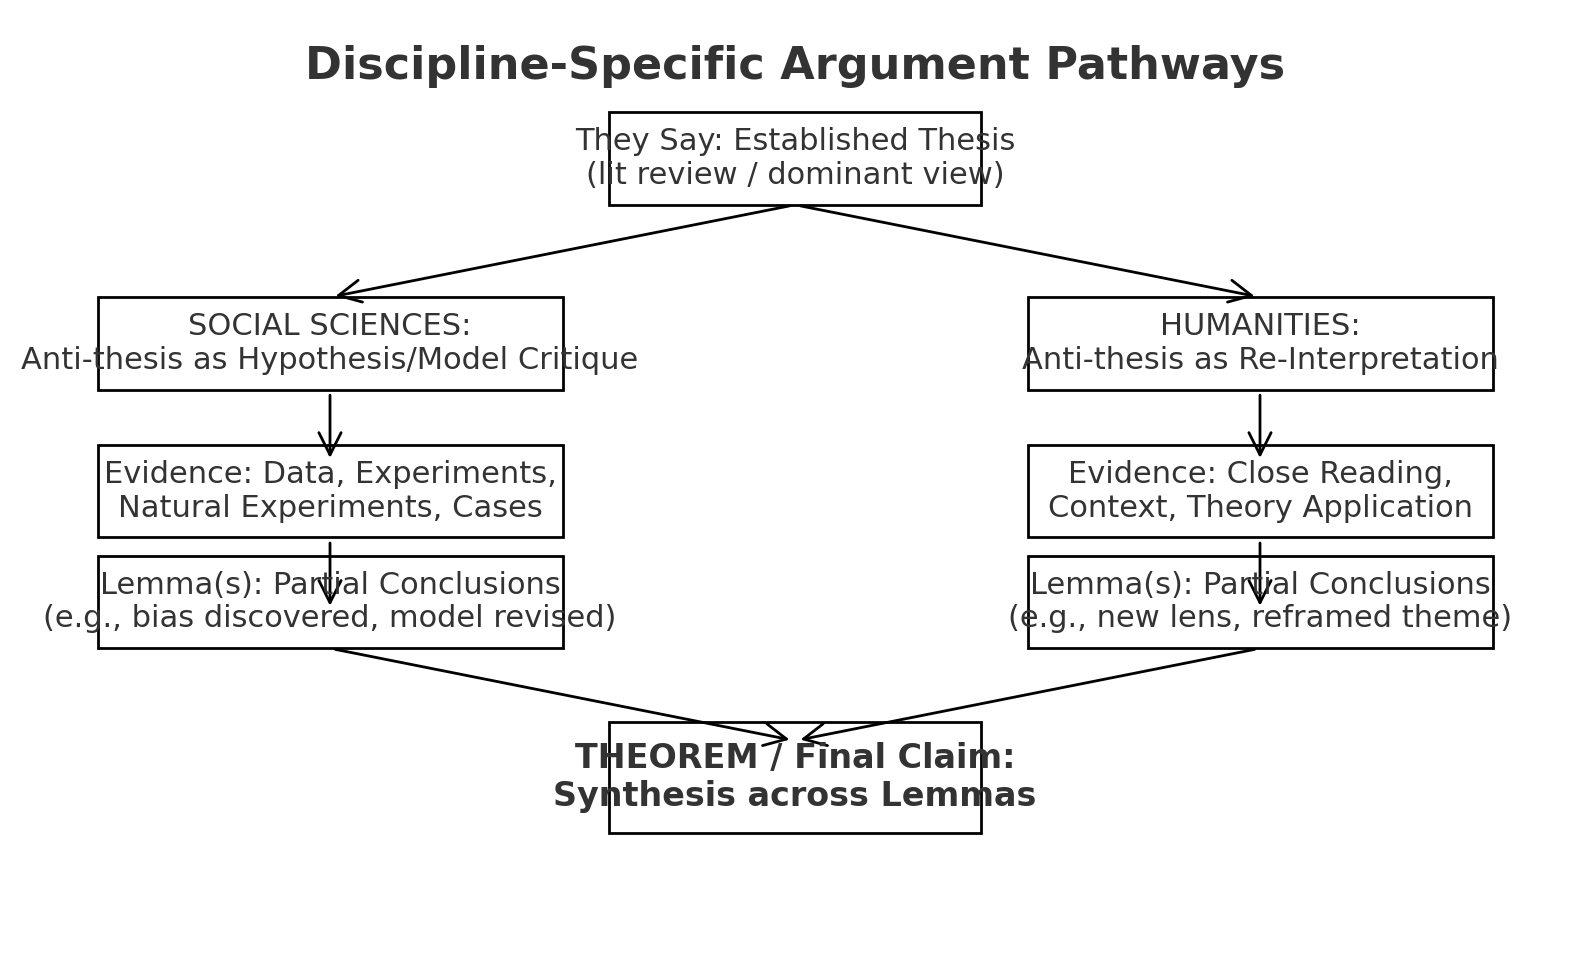 Discipline-Specific Argument Pathways
They Say: Established Thesis
(lit review / dominant view)
SOCIAL SCIENCES:
Anti-thesis as Hypothesis/Model Critique
HUMANITIES:
Anti-thesis as Re-Interpretation
Evidence: Data, Experiments,
Natural Experiments, Cases
Evidence: Close Reading,
Context, Theory Application
Lemma(s): Partial Conclusions
(e.g., bias discovered, model revised)
Lemma(s): Partial Conclusions
(e.g., new lens, reframed theme)
THEOREM / Final Claim:
Synthesis across Lemmas